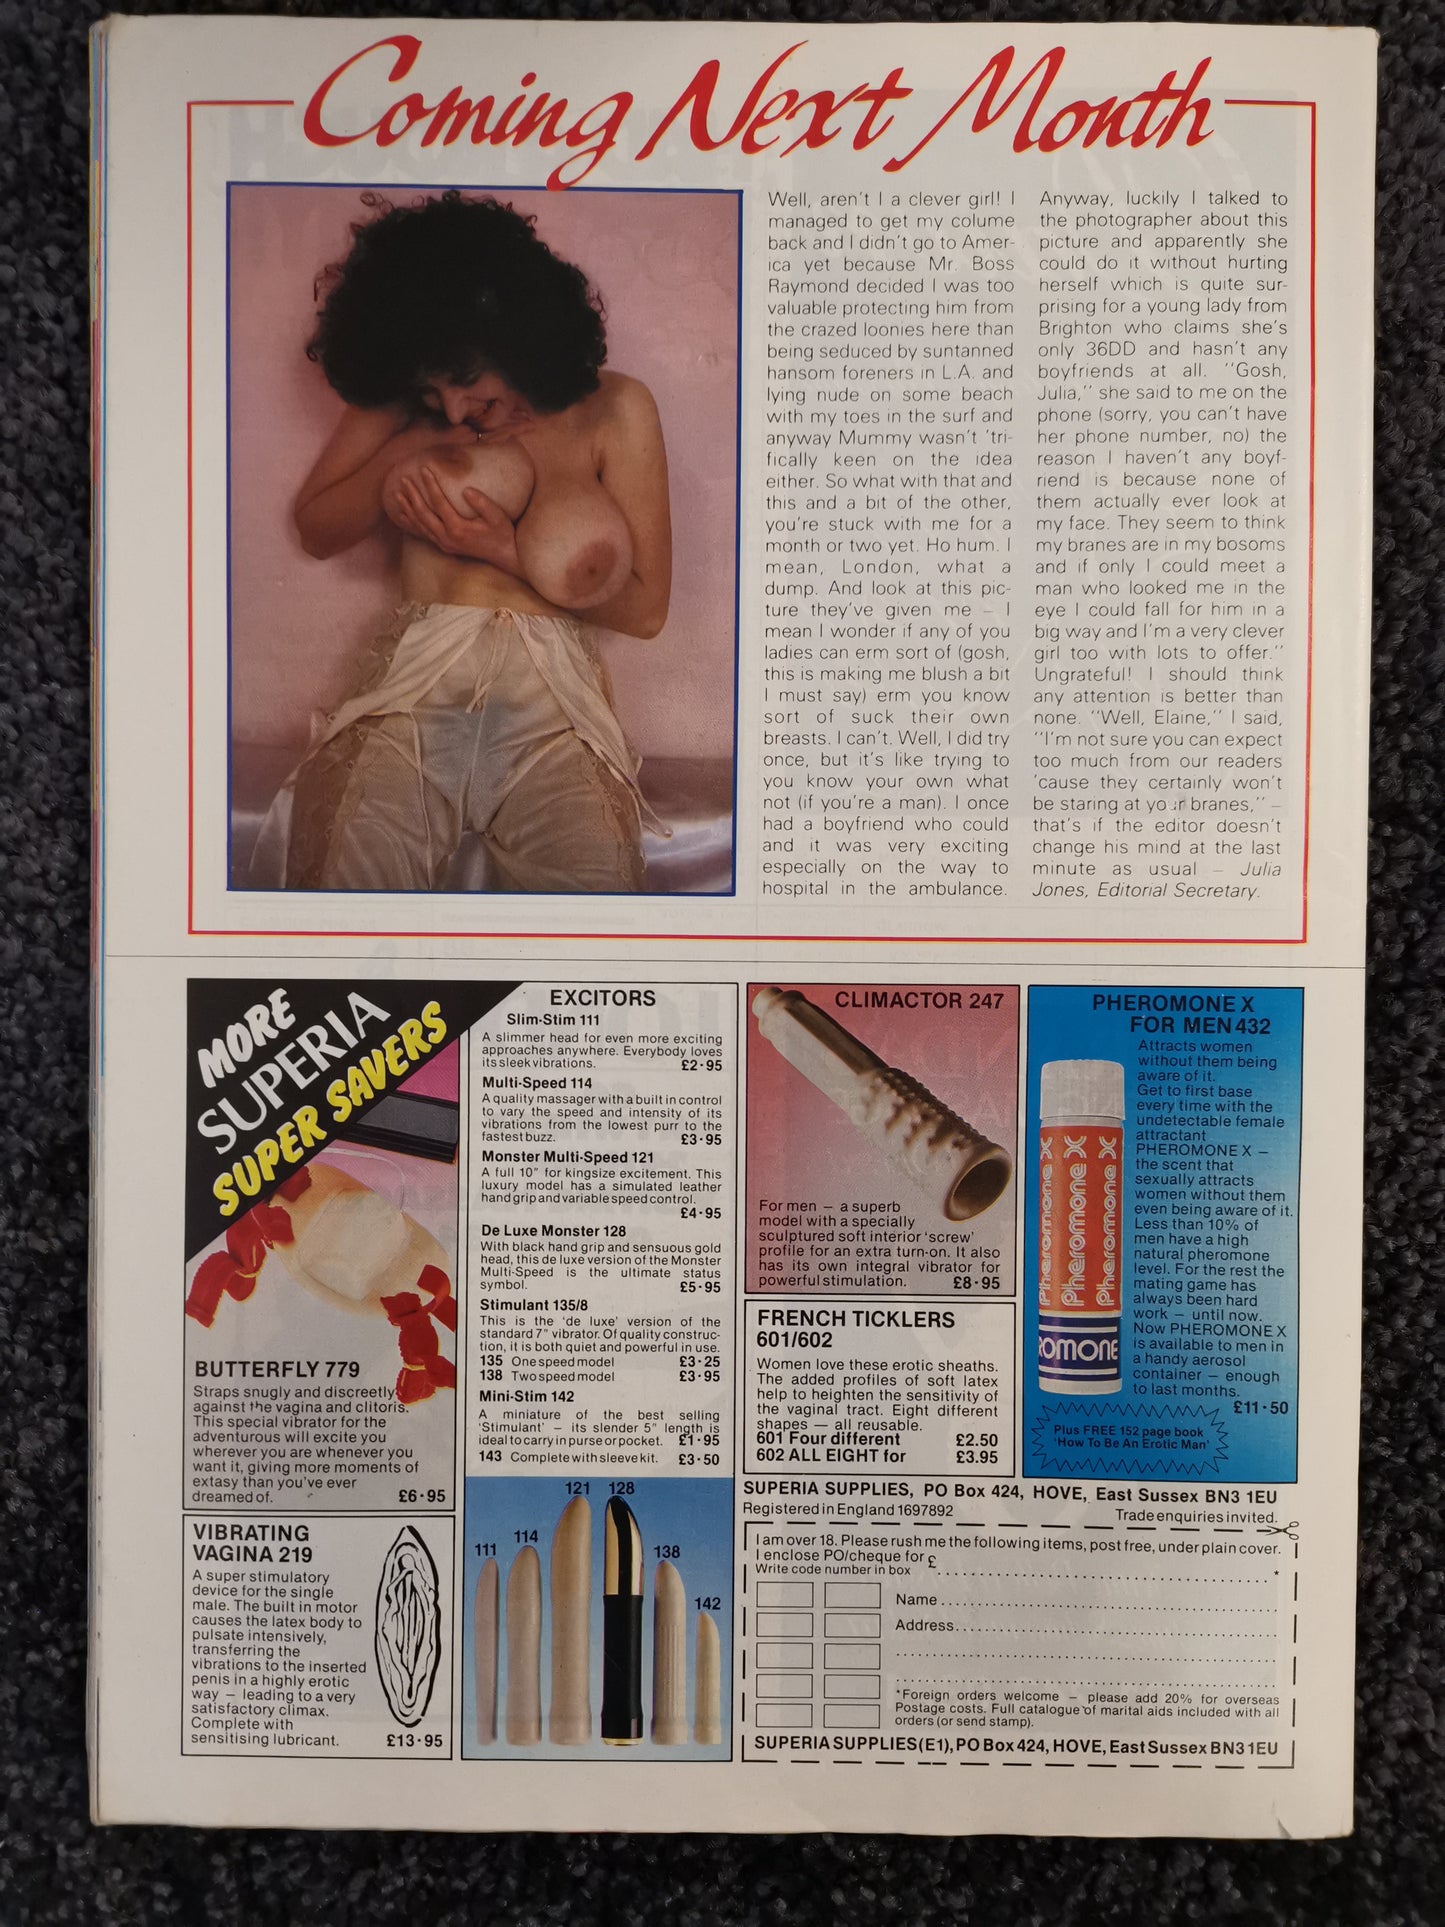 Coming Next Month
Well, aren't I a clever girl! I
managed to get my colume
back and I didn't go to Amer-
ica yet because Mr. Boss
Raymond decided I was too
valuable protecting him from
the crazed loonies here than
being seduced by suntanned
hansom foreners in L.A. and
lying nude on some beach
with my toes in the surf and
anyway Mummy wasn't 'tri-
fically keen on the idea
either. So what with that and
this and a bit of the other,
you're stuck with me for a
month or two yet. Ho hum. I
mean, London, what a
dump. And look at this pic-
ture they've given me – I
mean I wonder if any of you
ladies can erm sort of (gosh,
this is making me blush a bit
I must say) erm you know
sort of suck their own
breasts. I can't. Well, I did try
once, but it's like trying to
you know your own what
not (if you're a man). I once
had a boyfriend who could
and it was very exciting
especially on the way to
hospital in the ambulance.
Anyway, luckily I talked to
the photographer about this
picture and apparently she
could do it without hurting
herself which is quite sur-
prising for a young lady from
Brighton who claims she's
only 36DD and hasn't any
boyfriends at all. "Gosh,
Julia," she said to me on the
phone (sorry, you can't have
her phone number, no) the
reason I haven't any boyf-
riend is because none of
them actually ever look at
my face. They seem to think
my branes are in my bosoms
and if only I could meet a
man who looked me in the
eye I could fall for him in a
big way and I'm a very clever
girl too with lots to offer."
Ungrateful! I should think
any attention is better than
none. "Well, Elaine," I said,
"I'm not sure you can expect
too much from our readers
'cause they certainly won't
be staring at your branes," –
that's if the editor doesn't
change his mind at the last
minute as usual – Julia
Jones, Editorial Secretary.
MORE
SUPERIA
SUPER SAVERS
BUTTERFLY 779
Straps snugly and discreetly
against the vagina and clitoris.
This special vibrator for the
adventurous will excite you
wherever you are whenever you
want it, giving more moments of
extasy than you've ever
dreamed of. £6·95
VIBRATING
VAGINA 219
A super stimulatory
device for the single
male. The built in motor
causes the latex body to
pulsate intensively,
transferring the
vibrations to the inserted
penis in a highly erotic
way – leading to a very
satisfactory climax.
Complete with
sensitising lubricant. £13·95
EXCITORS
Slim-Stim 111
A slimmer head for even more exciting
approaches anywhere. Everybody loves
its sleek vibrations. £2·95
Multi-Speed 114
A quality massager with a built in control
to vary the speed and intensity of its
vibrations from the lowest purr to the
fastest buzz. £3·95
Monster Multi-Speed 121
A full 10" for kingsize excitement. This
luxury model has a simulated leather
hand grip and variable speed control.
£4·95
De Luxe Monster 128
With black hand grip and sensuous gold
head, this de luxe version of the Monster
Multi-Speed is the ultimate status
symbol. £5·95
Stimulant 135/8
This is the 'de luxe' version of the
standard 7" vibrator. Of quality construc-
tion, it is both quiet and powerful in use.
135 One speed model £3·25
138 Two speed model £3·95
Mini-Stim 142
A miniature of the best selling
'Stimulant' – its slender 5" length is
ideal to carry in purse or pocket. £1·95
143 Complete with sleeve kit. £3·50
111
114
121
128
138
142
CLIMACTOR 247
For men – a superb
model with a specially
sculptured soft interior 'screw'
profile for an extra turn-on. It also
has its own integral vibrator for
powerful stimulation. £8·95
FRENCH TICKLERS
601/602
Women love these erotic sheaths.
The added profiles of soft latex
help to heighten the sensitivity of
the vaginal tract. Eight different
shapes — all reusable.
601 Four different £2.50
602 ALL EIGHT for £3.95
PHEROMONE X
FOR MEN 432
Attracts women
without them being
aware of it.
Get to first base
every time with the
undetectable female
attractant
PHEROMONE X –
the scent that
sexually attracts
women without them
even being aware of it.
Less than 10% of
men have a high
natural pheromone
level. For the rest the
mating game has
always been hard
work – until now.
Now PHEROMONE X
is available to men in
a handy aerosol
container – enough
to last months.
£11·50
Pheromone X
Pheromone X
Pheromone X
ROMONE
Plus FREE 152 page book
'How To Be An Erotic Man'
SUPERIA SUPPLIES, PO Box 424, HOVE, East Sussex BN3 1EU
Registered in England 1697892 Trade enquiries invited.
I am over 18. Please rush me the following items, post free, under plain cover.
I enclose PO/cheque for £ *
Write code number in box
Name
Address
*Foreign orders welcome – please add 20% for overseas
Postage costs. Full catalogue of marital aids included with all
orders (or send stamp).
SUPERIA SUPPLIES (E1), PO Box 424, HOVE, East Sussex BN3 1EU